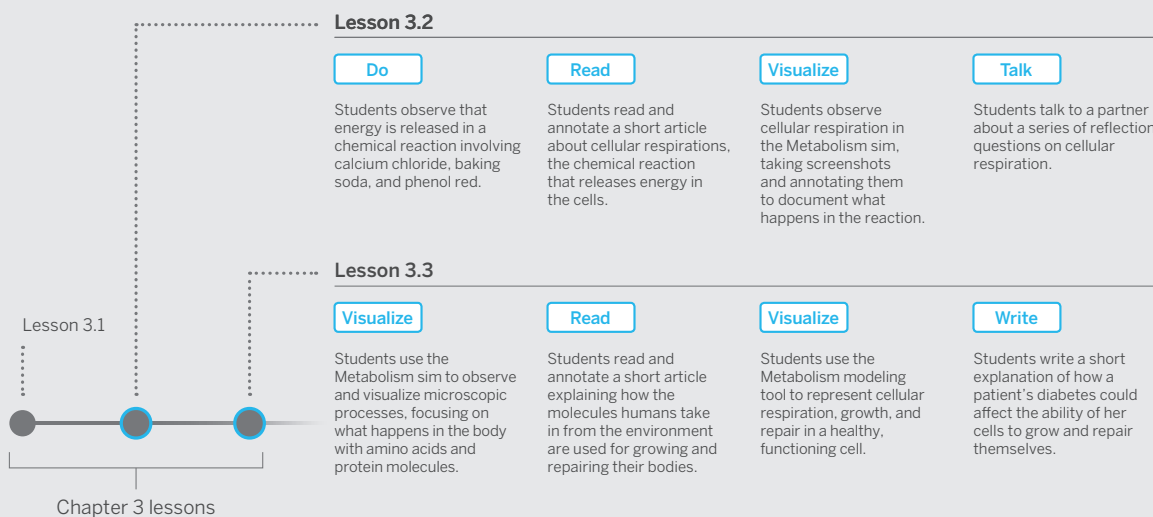 Lesson 3.2
Do
Students observe that
energy is released in a
chemical reaction involving
calcium chloride, baking
soda, and phenol red.
Read
Students read and
annotate a short article
about cellular respirations,
the chemical reaction
that releases energy in
the cells.
Visualize
Students observe
cellular respiration in
the Metabolism sim,
taking screenshots
and annotating them
to document what
happens in the reaction.
Talk
Students talk to a partner
about a series of reflection
questions on cellular
respiration.
Lesson 3.3
Visualize
Students use the
Metabolism sim to observe
and visualize microscopic
processes, focusing on
what happens in the body
with amino acids and
protein molecules.
Read
Students read and
annotate a short article
explaining how the
molecules humans take
in from the environment
are used for growing and
repairing their bodies.
Visualize
Students use the
Metabolism modeling
tool to represent cellular
respiration, growth, and
repair in a healthy,
functioning cell.
Write
Students write a short
explanation of how a
patient's diabetes could
affect the ability of her
cells to grow and repair
themselves.
Lesson 3.1
Chapter 3 lessons